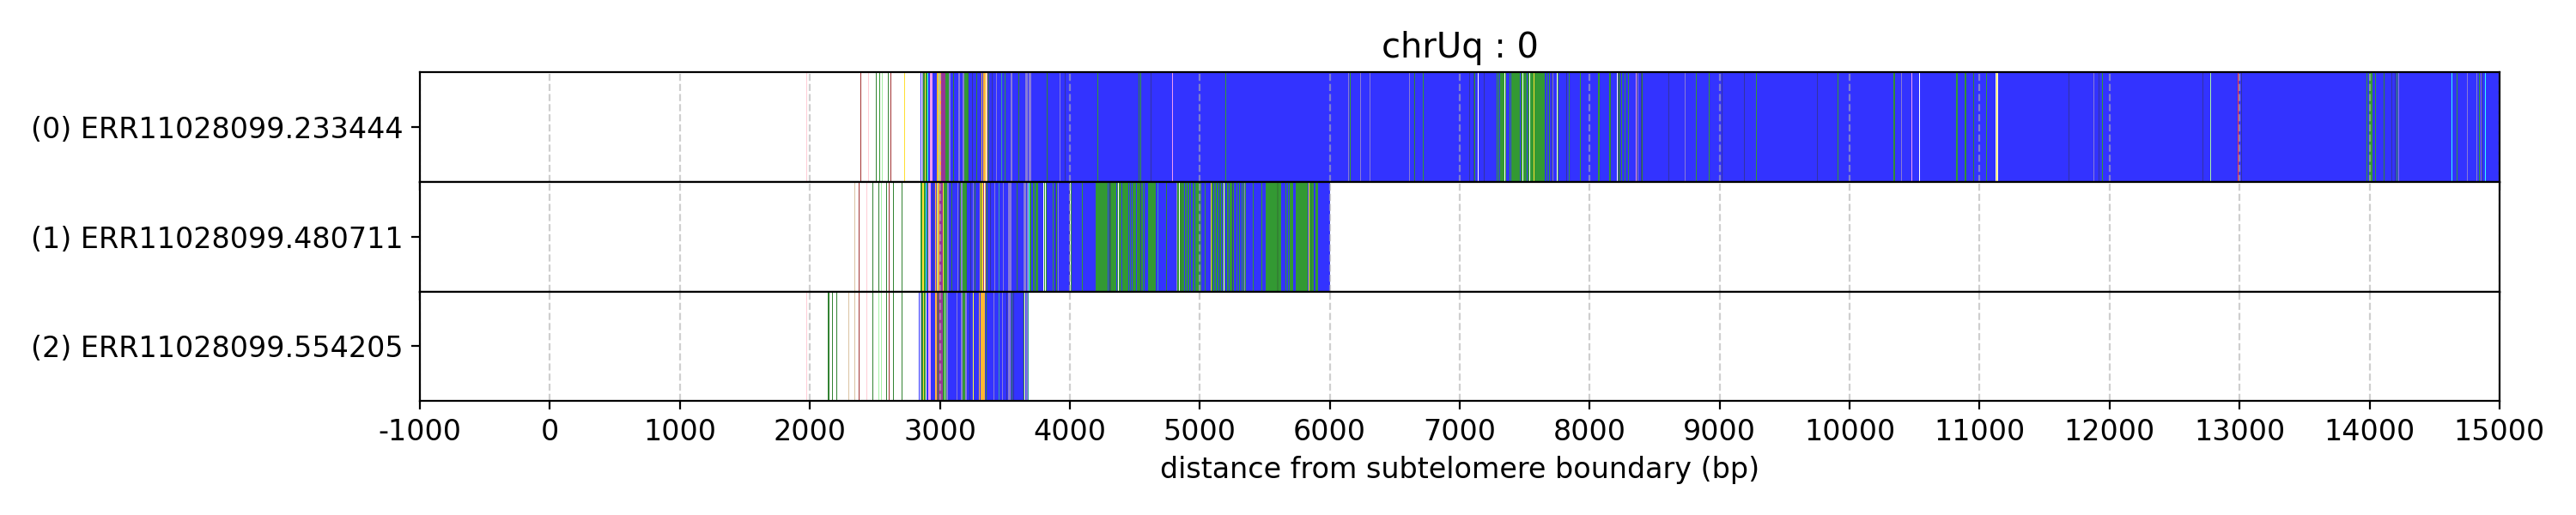 chrUq : 0
(0) ERR11028099.233444
(1) ERR11028099.480711
(2) ERR11028099.554205
-1000 0 1000 2000 3000 4000 5000 6000 7000 8000 9000 10000 11000 12000 13000 14000 15000
distance from subtelomere boundary (bp)